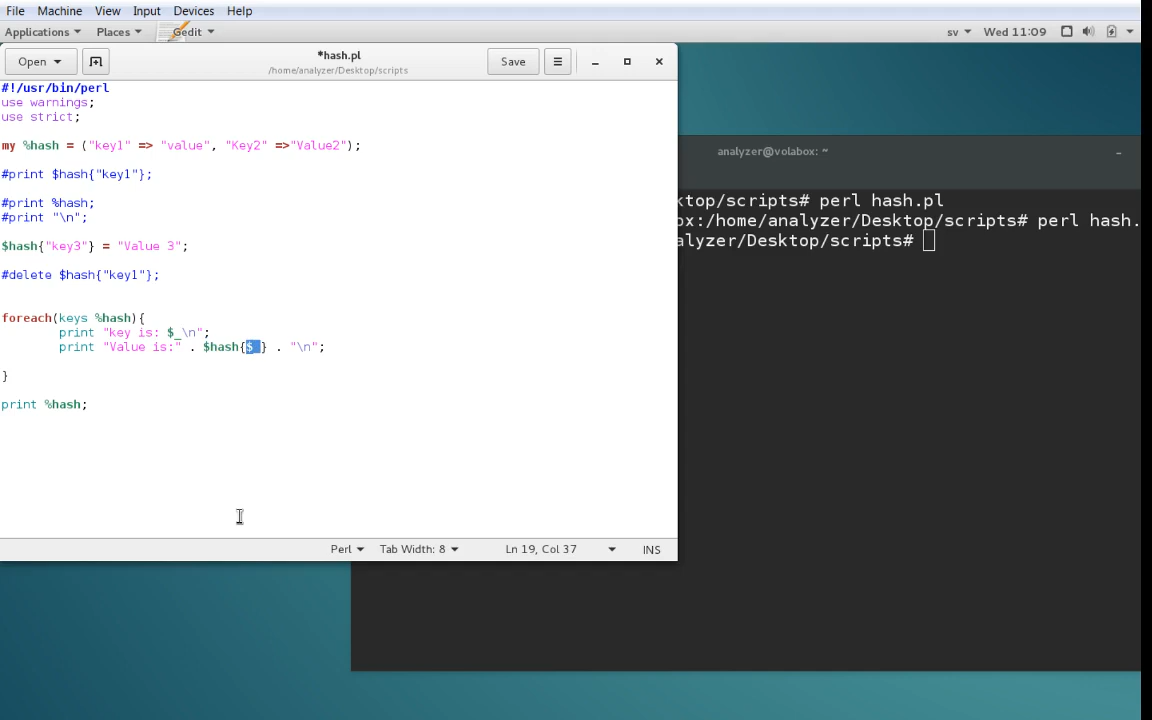 File Machine View Input Devices Help
Applications Places Gedit sv Wed 11:09
*hash.pl
Open Save
/home/analyzer/Desktop/scripts
#!/usr/bin/perl
use warnings;
use strict;
my %hash = ("key1" => "value", "Key2" =>"Value2");
#print $hash{"key1"};
#print %hash;
#print "\n";
$hash{"key3"} = "Value 3";
#delete $hash{"key1"};
foreach(keys %hash){
print "key is: $_\n";
print "Value is:" . $hash{$_} . "\n";
}
print %hash;
Perl Tab Width: 8 Ln 19, Col 37 INS
analyzer@volabox: ~
ktop/scripts# perl hash.pl
ox:/home/analyzer/Desktop/scripts# perl hash.
alyzer/Desktop/scripts#